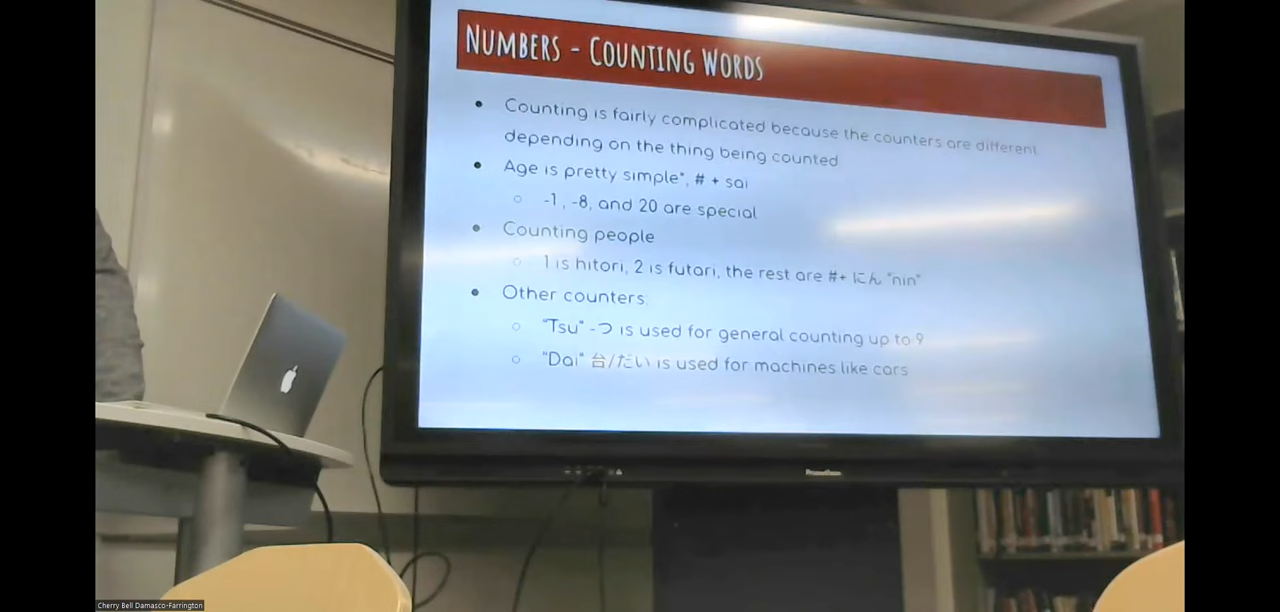 NUMBERS - COUNTING WORDS
• Counting is fairly complicated because the counters are different
depending on the thing being counted
• Age is pretty simple*, # + sai
○ -1, -8, and 20 are special
• Counting people
○ 1 is hitori, 2 is futari, the rest are #+ にん "nin"
• Other counters:
○ "Tsu" -つ is used for general counting up to 9
○ "Dai" 台/だい is used for machines like cars
Promethean
Cherry Bell Damasco-Farrington